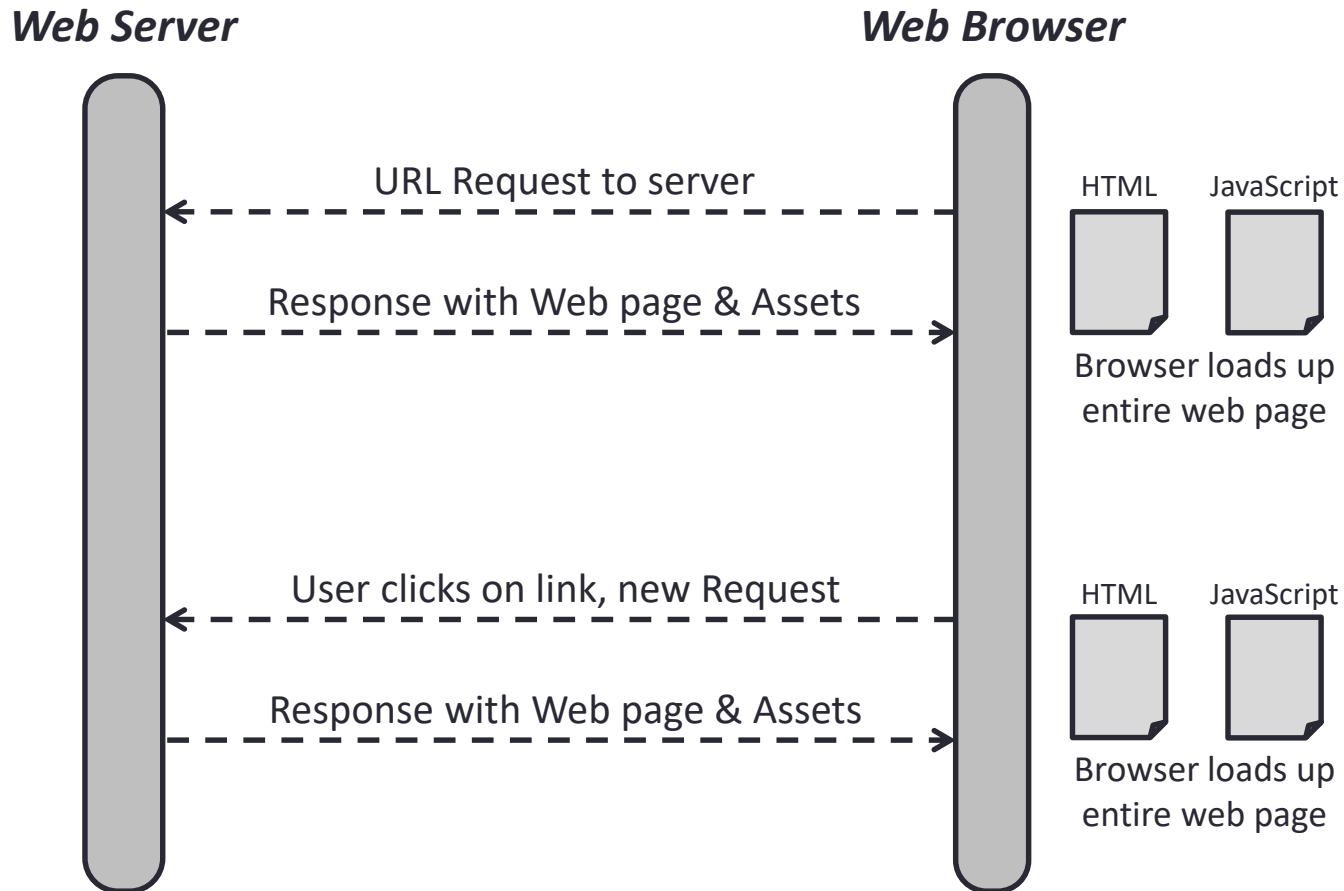 Web Server
Web Browser
URL Request to server
HTML
JavaScript
Response with Web page & Assets
Browser loads up
entire web page
User clicks on link, new Request
HTML
JavaScript
Response with Web page & Assets
Browser loads up
entire web page